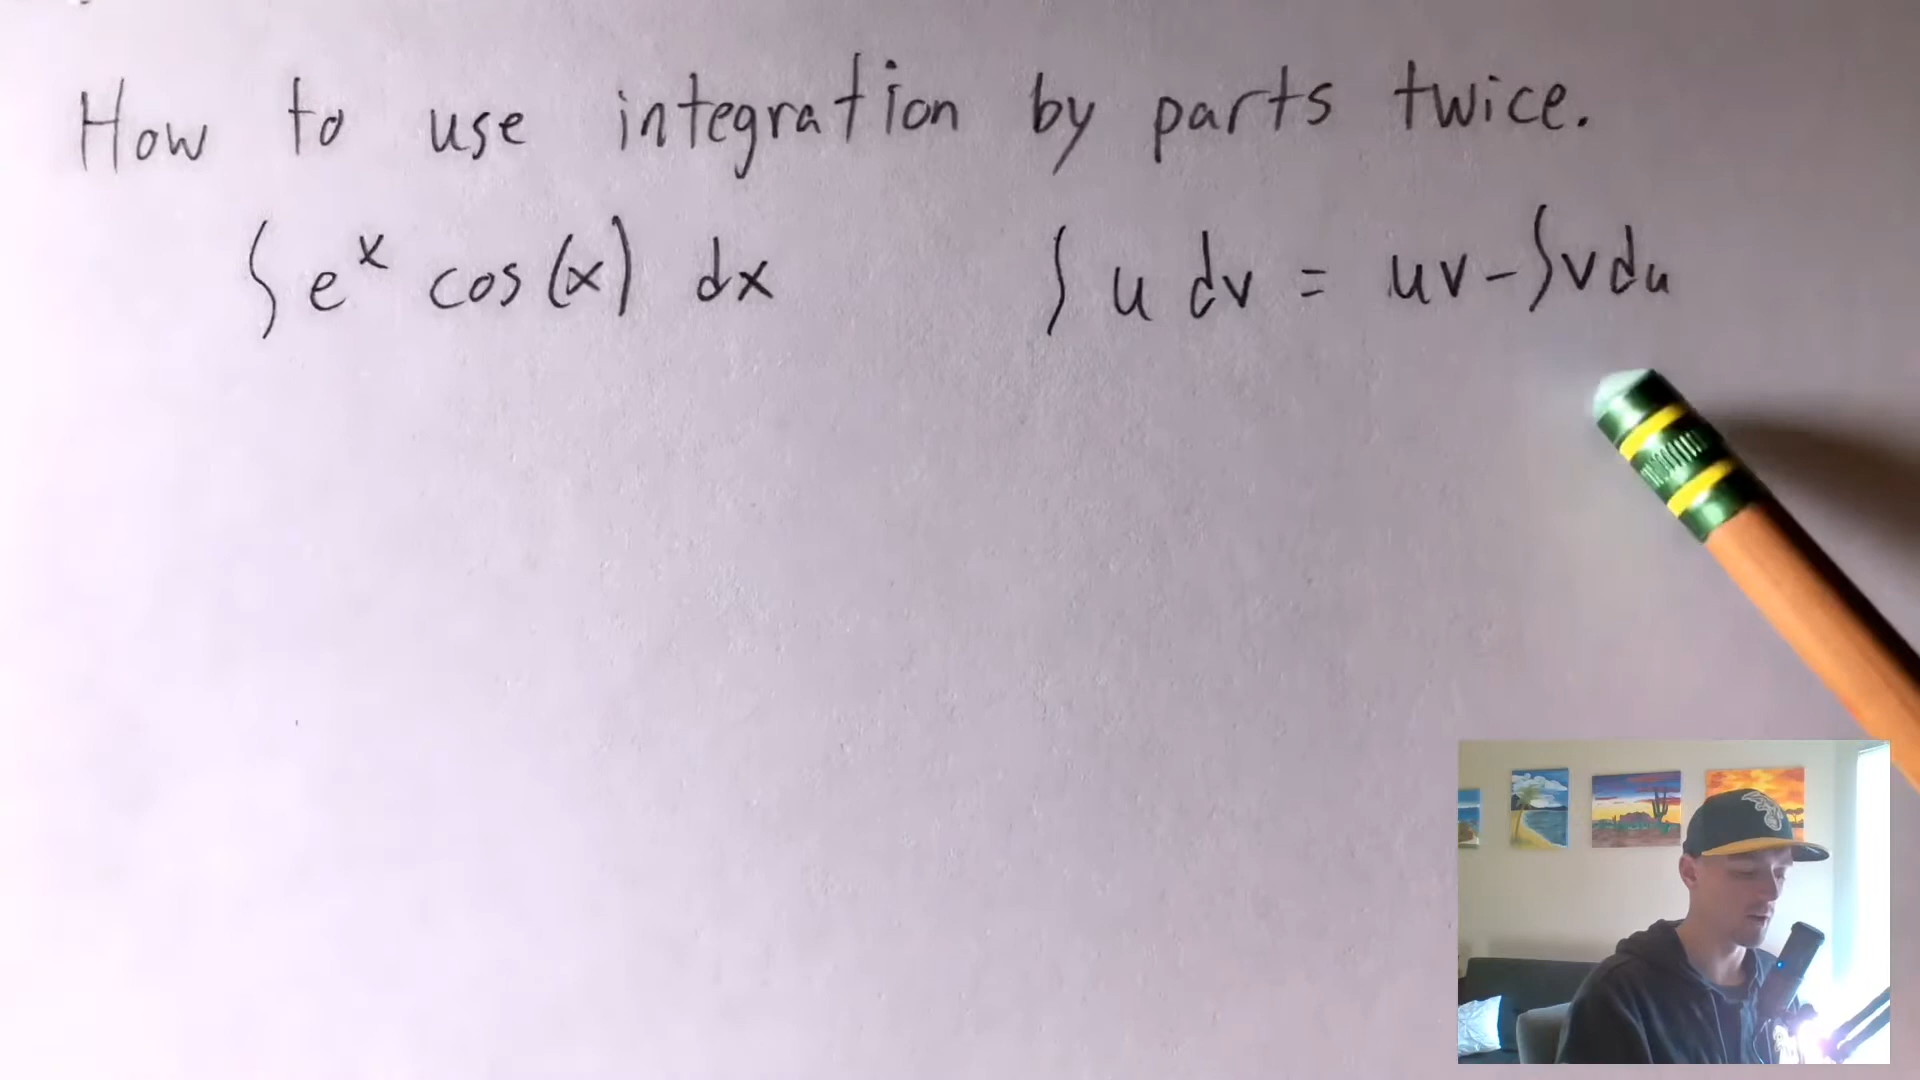 How to use integration by parts twice.
∫ eˣ cos(x) dx ∫ u dv = uv - ∫v du